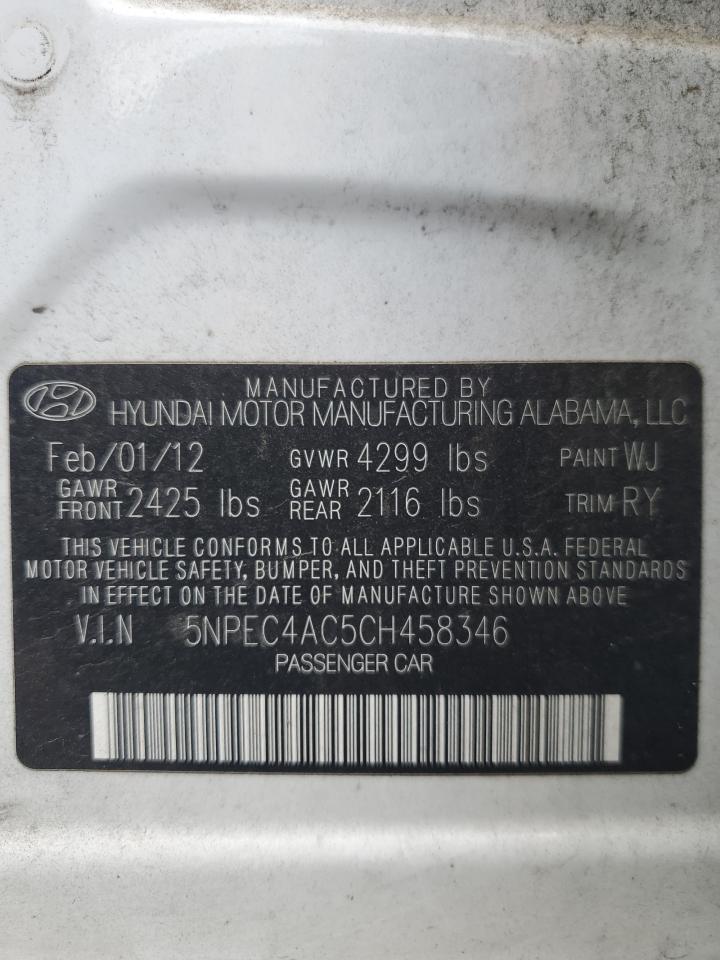 MANUFACTURED BY
HYUNDAI MOTOR MANUFACTURING ALABAMA, LLC
Feb/01/12 GVWR 4299 lbs PAINT WJ
GAWR FRONT 2425 lbs GAWR REAR 2116 lbs TRIM RY
THIS VEHICLE CONFORMS TO ALL APPLICABLE U.S.A. FEDERAL
MOTOR VEHICLE SAFETY, BUMPER, AND THEFT PREVENTION STANDARDS
IN EFFECT ON THE DATE OF MANUFACTURE SHOWN ABOVE
V.I.N 5NPEC4AC5CH458346
PASSENGER CAR